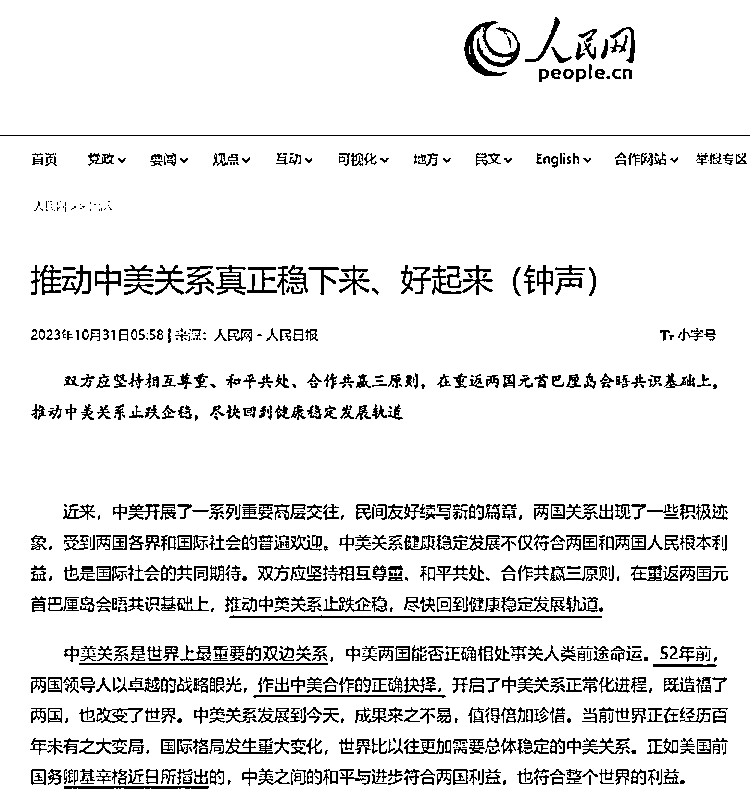 人民网
people.cn
首页 党政 要闻 观点 互动 可视化 地方 民文 English 合作网站 举报专区
人民网>>
推动中美关系真正稳下来、好起来（钟声）
2023年10月31日05:58 | 来源：人民网－人民日报 Tr 小字号
双方应坚持相互尊重、和平共处、合作共赢三原则，在重返两国元首巴厘岛会晤共识基础上，
推动中美关系止跌企稳，尽快回到健康稳定发展轨道
近来，中美开展了一系列重要高层交往，民间友好续写新的篇章，两国关系出现了一些积极迹
象，受到两国各界和国际社会的普遍欢迎。中美关系健康稳定发展不仅符合两国和两国人民根本利
益，也是国际社会的共同期待。双方应坚持相互尊重、和平共处、合作共赢三原则，在重返两国元
首巴厘岛会晤共识基础上，推动中美关系止跌企稳，尽快回到健康稳定发展轨道。
中美关系是世界上最重要的双边关系，中美两国能否正确相处事关人类前途命运。52年前，
两国领导人以卓越的战略眼光，作出中美合作的正确抉择，开启了中美关系正常化进程，既造福了
两国，也改变了世界。中美关系发展到今天，成果来之不易，值得倍加珍惜。当前世界正在经历百
年未有之大变局，国际格局发生重大变化，世界比以往更加需要总体稳定的中美关系。正如美国前
国务卿基辛格近日所指出的，中美之间的和平与进步符合两国利益，也符合整个世界的利益。